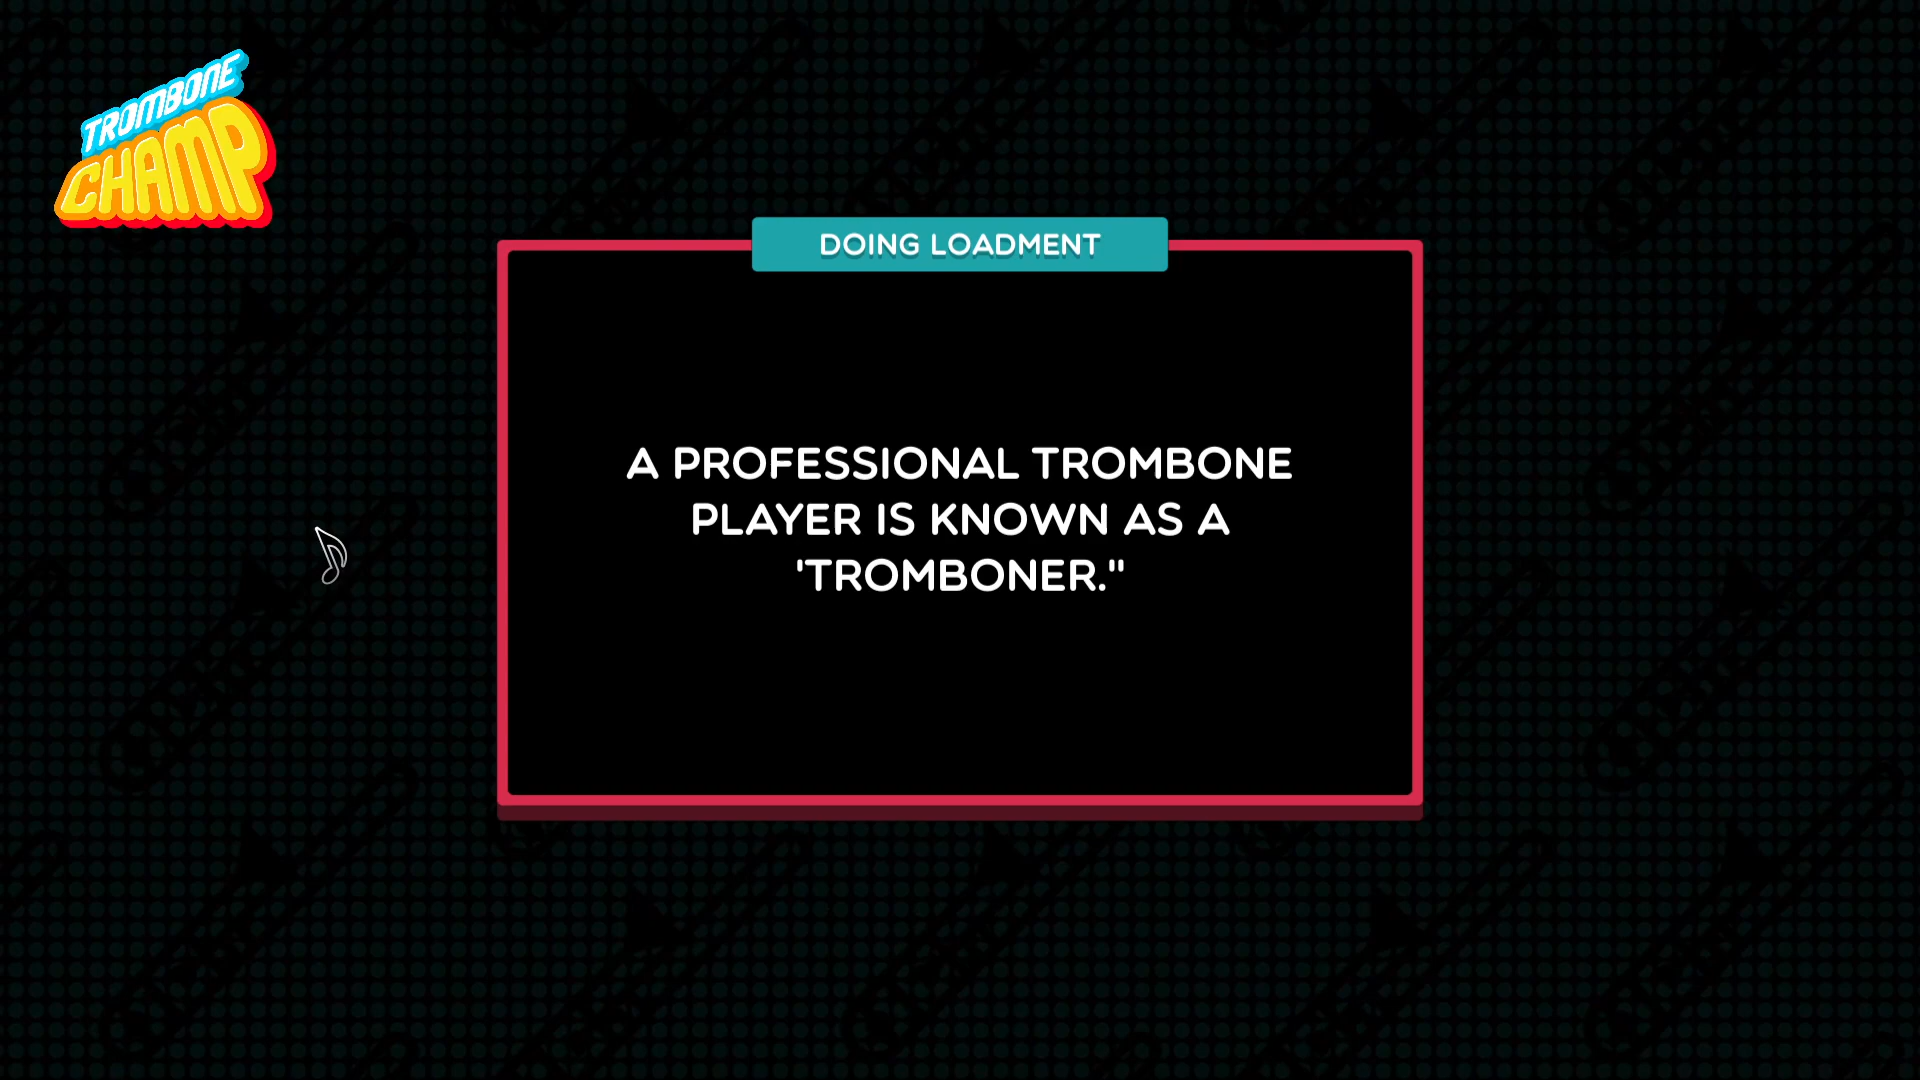 TROMBONE
CHAMP
DOING LOADMENT
A PROFESSIONAL TROMBONE
PLAYER IS KNOWN AS A
'TROMBONER."